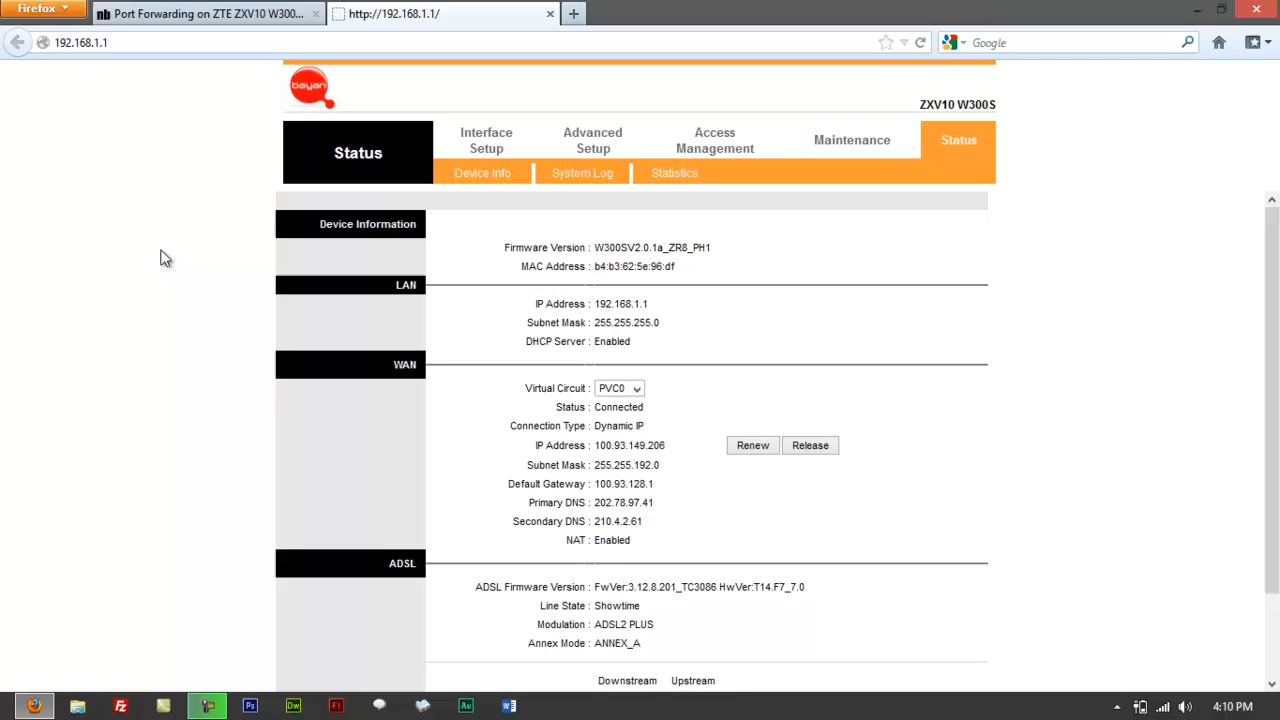 Firefox
Port Forwarding on ZTE ZXV10 W300...
http://192.168.1.1/
192.168.1.1
Google
bayan
ZXV10 W300S
Status
Interface Setup
Advanced Setup
Access Management
Maintenance
Status
Device Info
System Log
Statistics
Device Information
Firmware Version : W300SV2.0.1a_ZR8_PH1
MAC Address : b4:b3:62:5e:96:df
LAN
IP Address : 192.168.1.1
Subnet Mask : 255.255.255.0
DHCP Server : Enabled
WAN
Virtual Circuit : PVC0
Status : Connected
Connection Type : Dynamic IP
IP Address : 100.93.149.206 Renew Release
Subnet Mask : 255.255.192.0
Default Gateway : 100.93.128.1
Primary DNS : 202.78.97.41
Secondary DNS : 210.4.2.61
NAT : Enabled
ADSL
ADSL Firmware Version : FwVer:3.12.8.201_TC3086 HwVer:T14.F7_7.0
Line State : Showtime
Modulation : ADSL2 PLUS
Annex Mode : ANNEX_A
Downstream Upstream
Fz
Ps
Dw
Fl
Au
W
4:10 PM